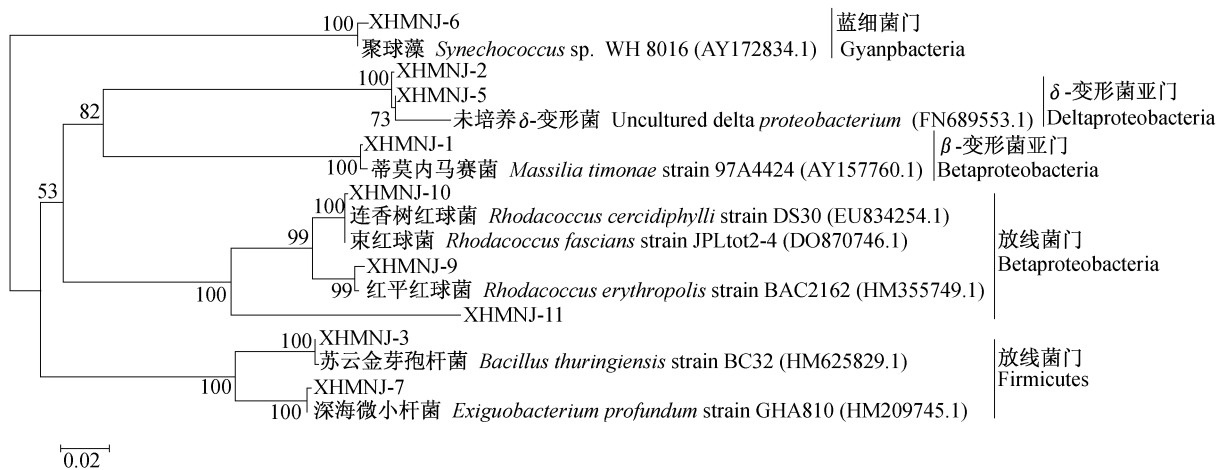 100 XHMNJ-6
聚球藻 Synechococcus sp. WH 8016 (AY172834.1)
蓝细菌门
Gyanpbacteria
100 XHMNJ-2
XHMNJ-5
73 未培养δ-变形菌 Uncultured delta proteobacterium (FN689553.1)
δ-变形菌亚门
Deltaproteobacteria
82
XHMNJ-1
100 蒂莫内马赛菌 Massilia timonae strain 97A4424 (AY157760.1)
β-变形菌亚门
Betaproteobacteria
53
XHMNJ-10
100 连香树红球菌 Rhodacoccus cercidiphylli strain DS30 (EU834254.1)
束红球菌 Rhodacoccus fascians strain JPLtot2-4 (DO870746.1)
99
XHMNJ-9
99 红平红球菌 Rhodacoccus erythropolis strain BAC2162 (HM355749.1)
100
XHMNJ-11
放线菌门
Betaproteobacteria
XHMNJ-3
100 苏云金芽孢杆菌 Bacillus thuringiensis strain BC32 (HM625829.1)
100
XHMNJ-7
100 深海微小杆菌 Exiguobacterium profundum strain GHA810 (HM209745.1)
放线菌门
Firmicutes
0.02